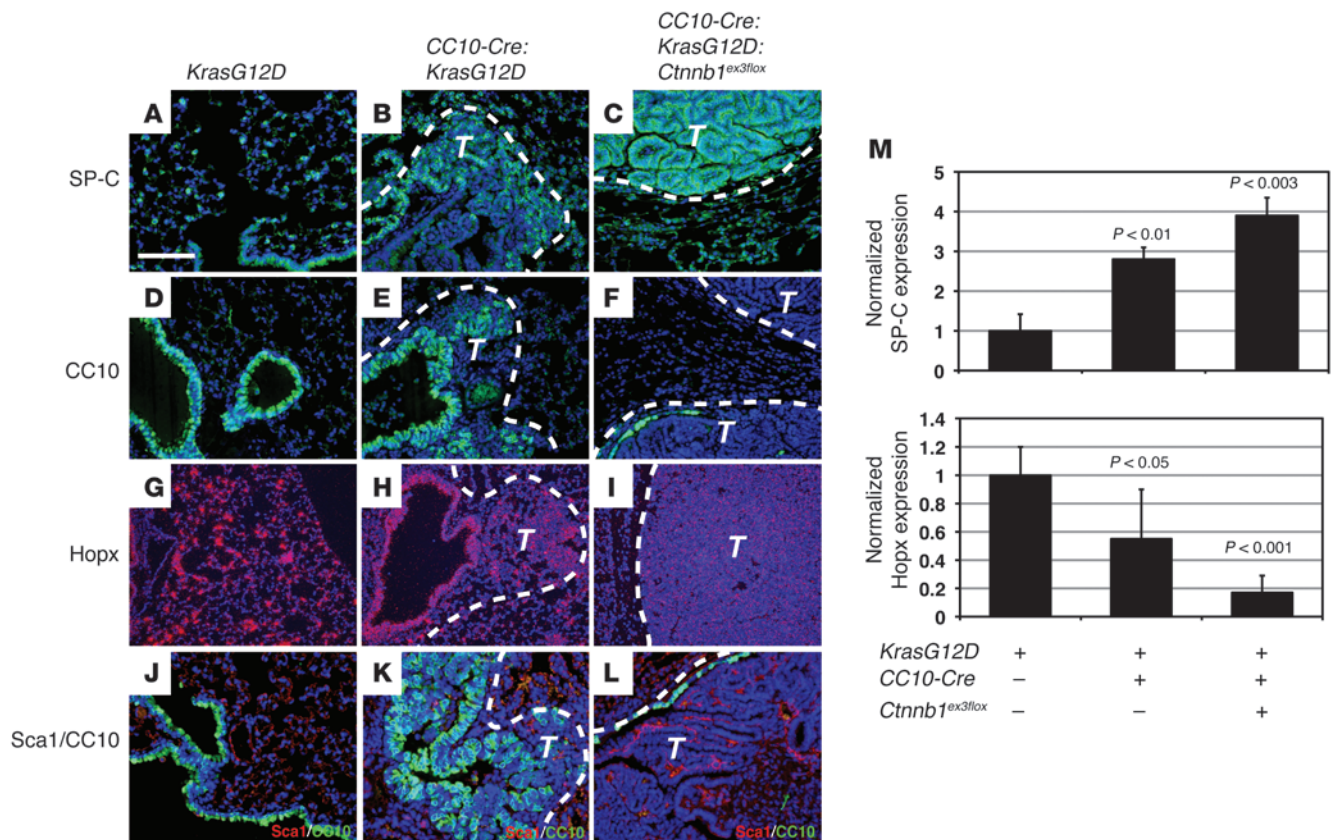 KrasG12D
CC10-Cre:
KrasG12D
CC10-Cre:
KrasG12D:
Ctnnb1ex3flox
A
B
T
C
T
SP-C
D
E
T
F
T
T
CC10
G
H
T
I
T
Hopx
J
Sca1/CC10
K
T
Sca1/CC10
L
T
Sca1/CC10
Sca1/CC10
M
Normalized
SP-C expression
5
4
3
2
1
0
P < 0.01
P < 0.003
Normalized
Hopx expression
1.4
1.2
1
0.8
0.6
0.4
0.2
0
P < 0.05
P < 0.001
KrasG12D + + +
CC10-Cre – + +
Ctnnb1ex3flox – – +